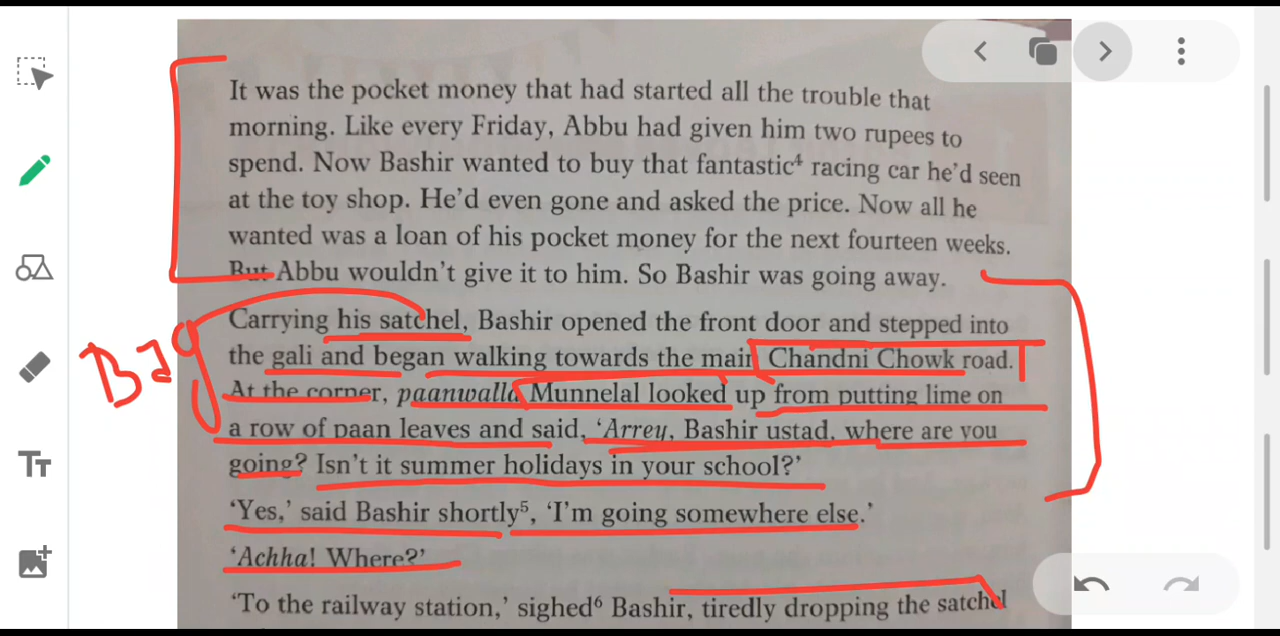 It was the pocket money that had started all the trouble that
morning. Like every Friday, Abbu had given him two rupees to
spend. Now Bashir wanted to buy that fantastic⁴ racing car he'd seen
at the toy shop. He'd even gone and asked the price. Now all he
wanted was a loan of his pocket money for the next fourteen weeks.
But Abbu wouldn't give it to him. So Bashir was going away.
Carrying his satchel, Bashir opened the front door and stepped into
the gali and began walking towards the main Chandni Chowk road.
Bag
At the corner, paanwalla Munnelal looked up from putting lime on
a row of paan leaves and said, 'Arrey, Bashir ustad, where are you
going? Isn't it summer holidays in your school?'
'Yes,' said Bashir shortly⁵, 'I'm going somewhere else.'
'Achha! Where?'
'To the railway station,' sighed⁶ Bashir, tiredly dropping the satchel
TT